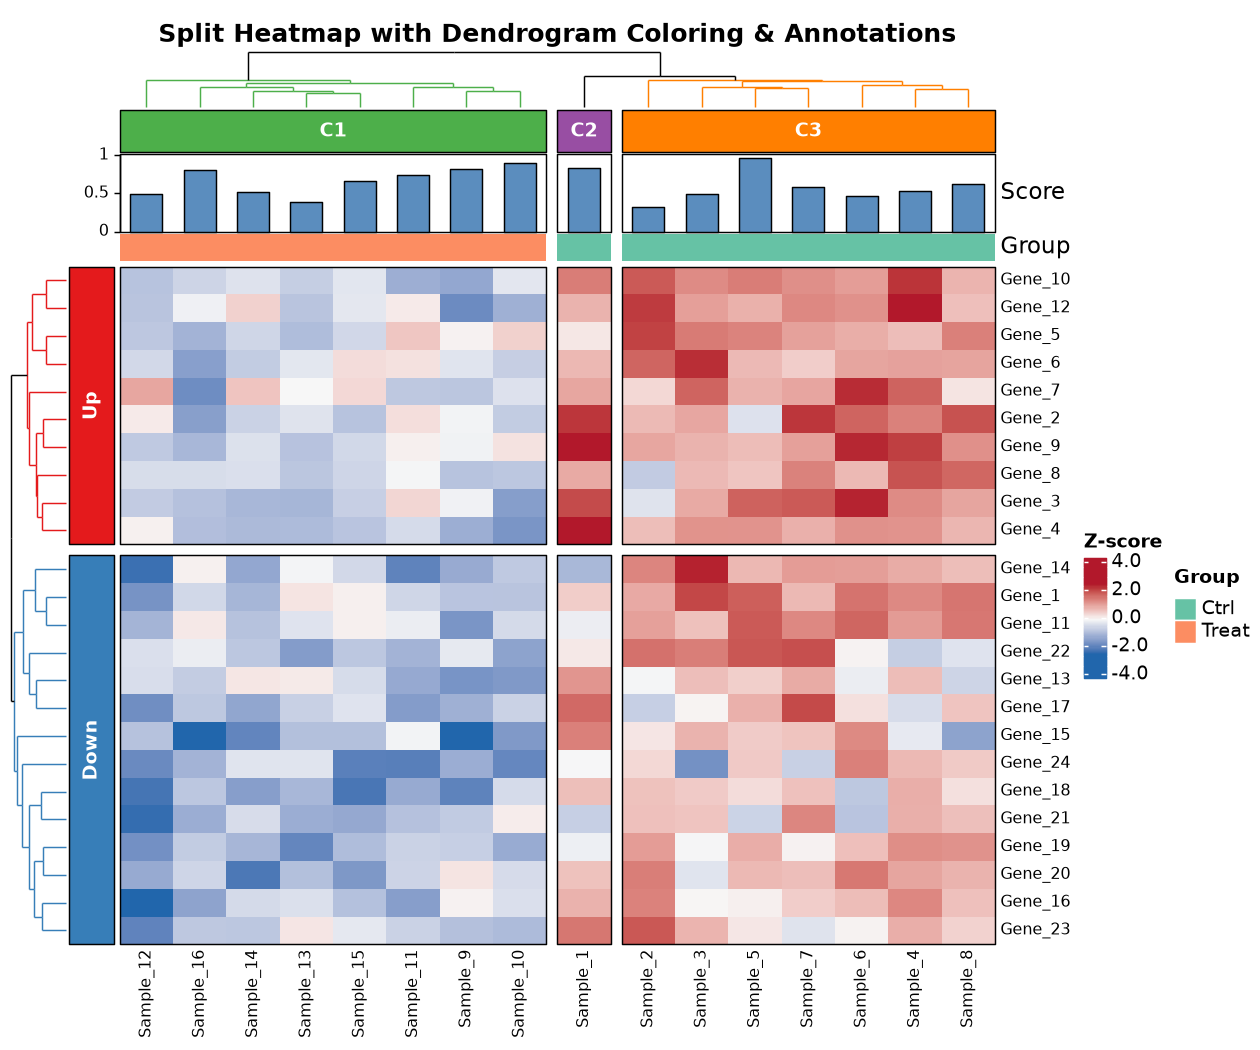 Split Heatmap with Dendrogram Coloring & Annotations
C1
C2
C3
1
0.5
0
Score
Group
Up
Gene_10
Gene_12
Gene_5
Gene_6
Gene_7
Gene_2
Gene_9
Gene_8
Gene_3
Gene_4
Down
Gene_14
Gene_1
Gene_11
Gene_22
Gene_13
Gene_17
Gene_15
Gene_24
Gene_18
Gene_21
Gene_19
Gene_20
Gene_16
Gene_23
Sample_12
Sample_16
Sample_14
Sample_13
Sample_15
Sample_11
Sample_9
Sample_10
Sample_1
Sample_2
Sample_3
Sample_5
Sample_7
Sample_6
Sample_4
Sample_8
Z-score
4.0
2.0
0.0
-2.0
-4.0
Group
Ctrl
Treat